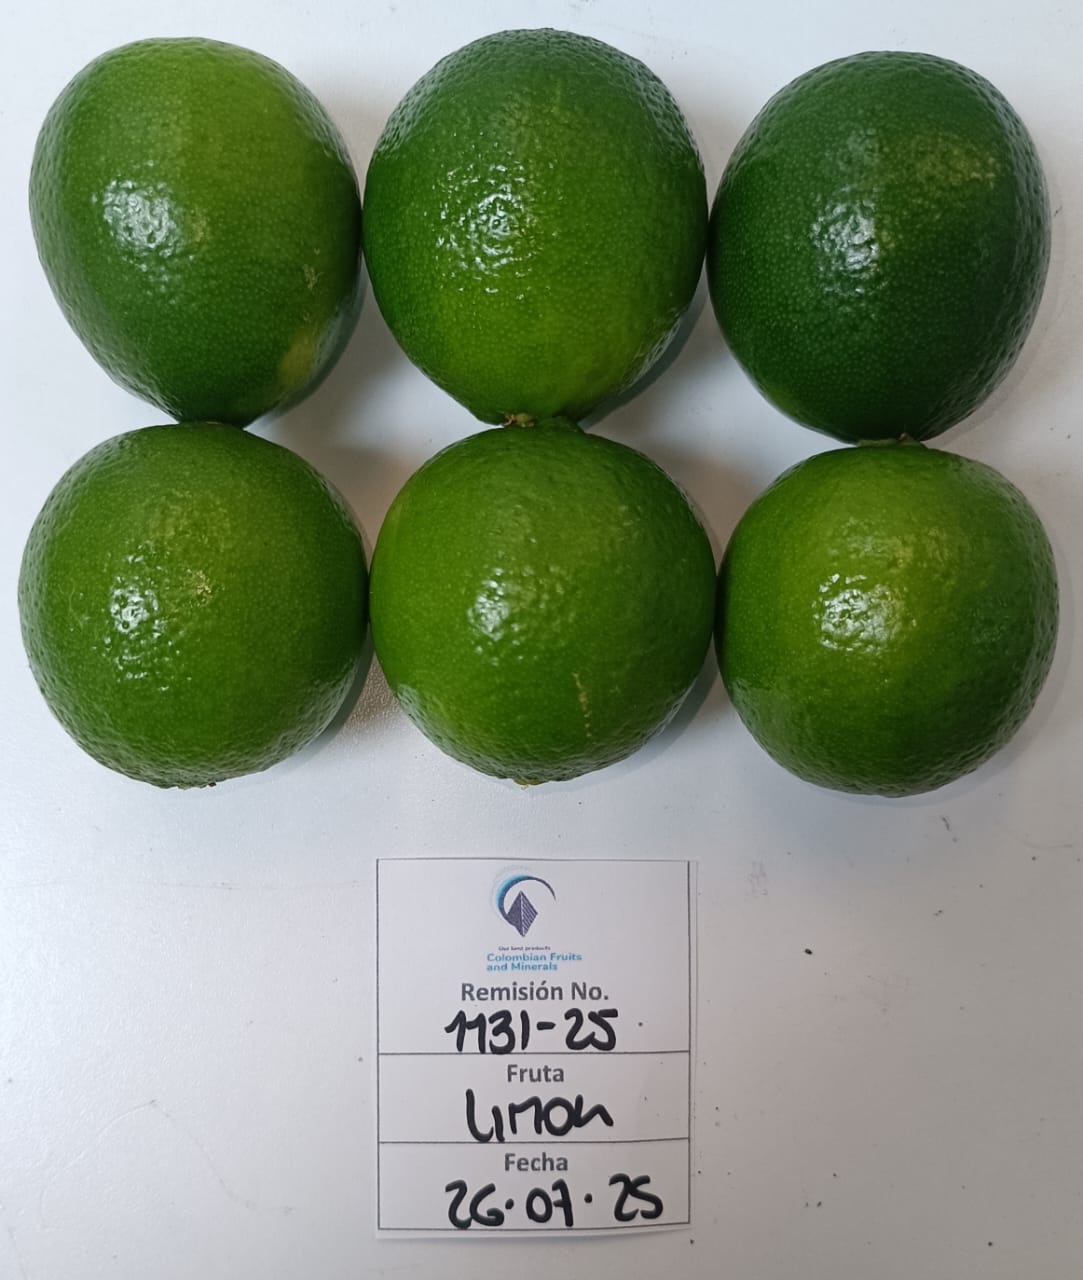 Our best products
Colombian Fruits
and Minerals
Remisión No.
1131-25
Fruta
Limon
Fecha
26·07·25